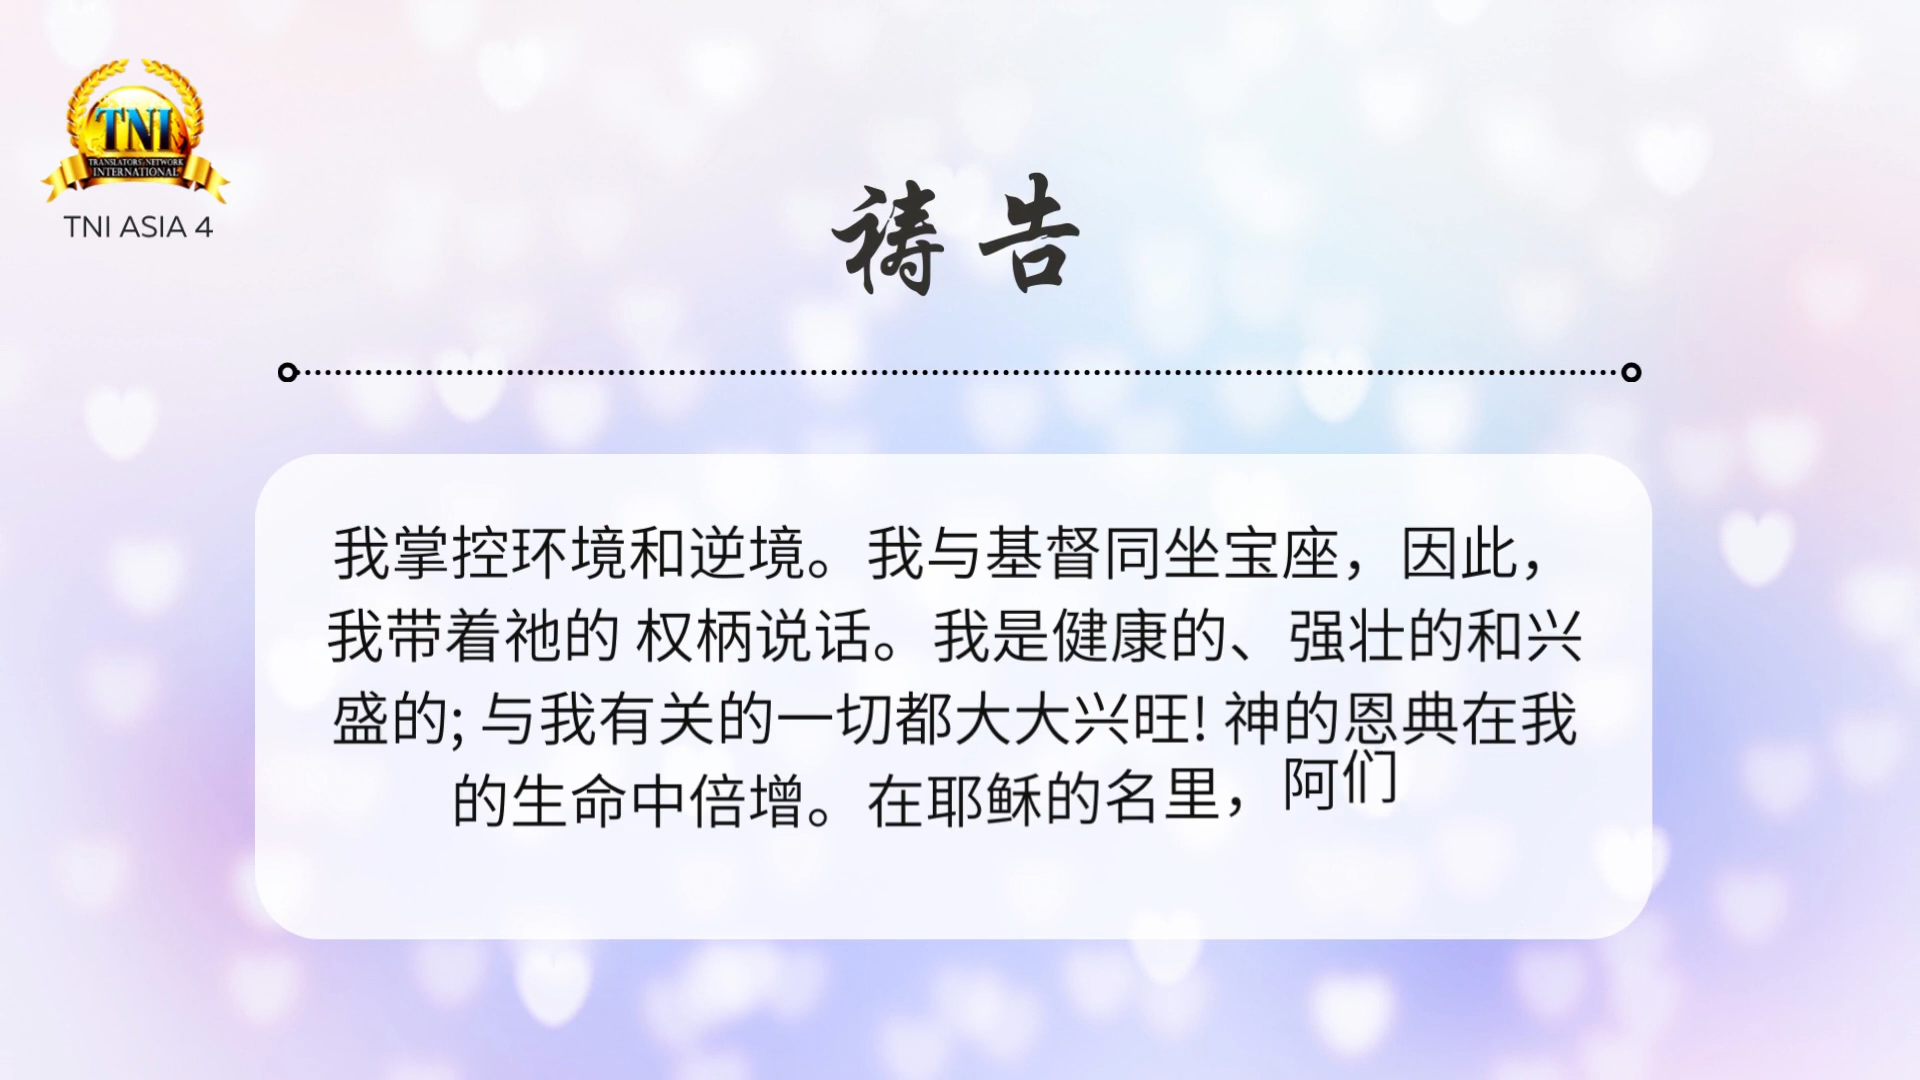 TNI
TRANSLATORS' NETWORK
INTERNATIONAL
TNI ASIA 4
祷告
我掌控环境和逆境。我与基督同坐宝座，因此，
我带着祂的 权柄说话。我是健康的、强壮的和兴
盛的; 与我有关的一切都大大兴旺! 神的恩典在我
的生命中倍增。在耶稣的名里，阿们